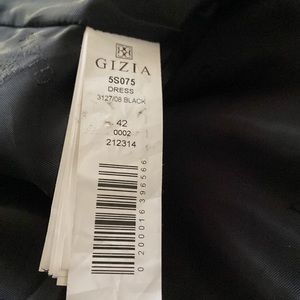 GIZIA
5S075
DRESS
3127/08 BLACK
42
0002
212314
0 200016 396566